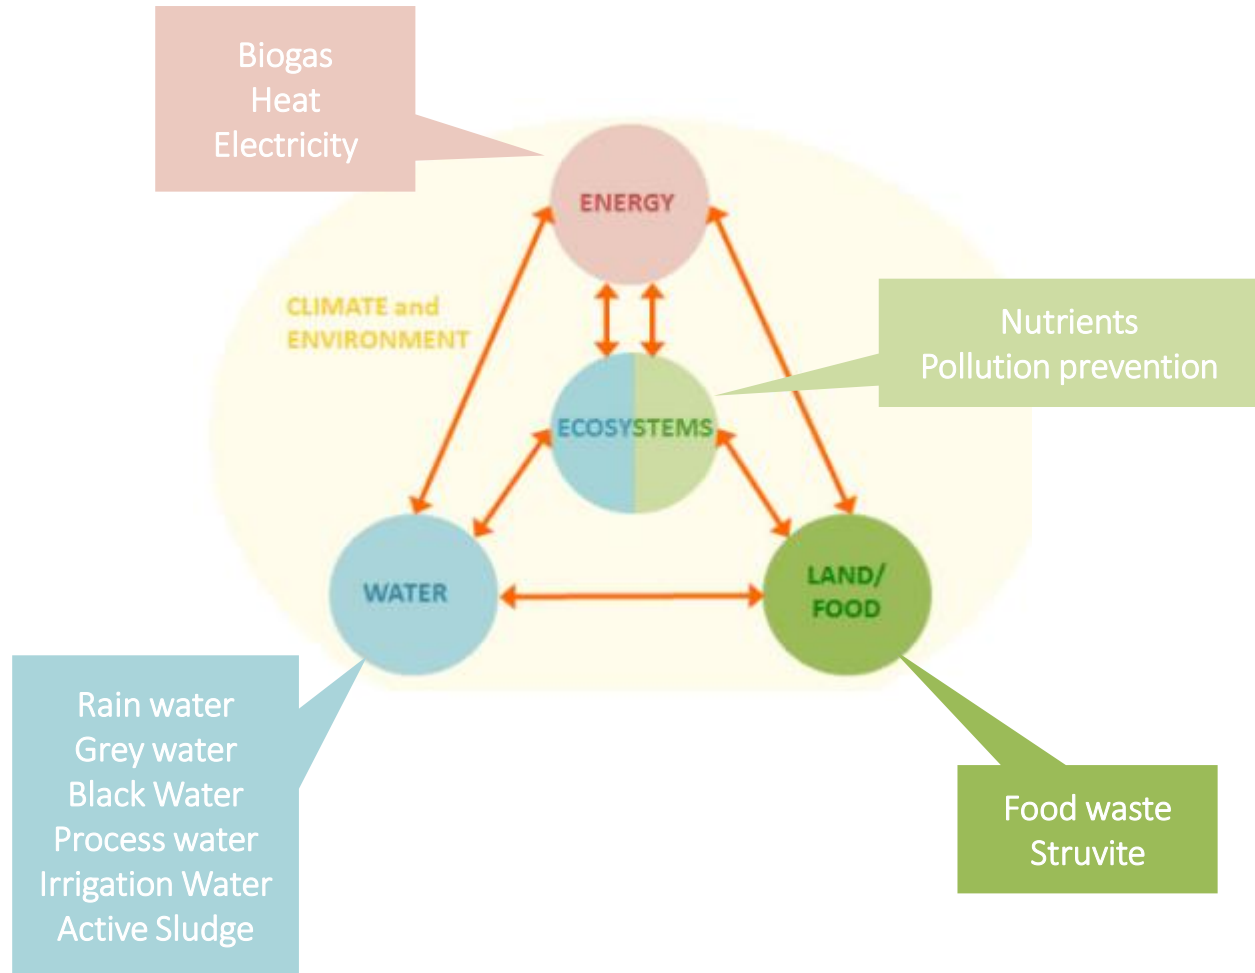 Biogas
Heat
Electricity
ENERGY
CLIMATE and
ENVIRONMENT
Nutrients
Pollution prevention
ECOSYSTEMS
WATER
LAND/
FOOD
Rain water
Grey water
Black Water
Process water
Irrigation Water
Active Sludge
Food waste
Struvite